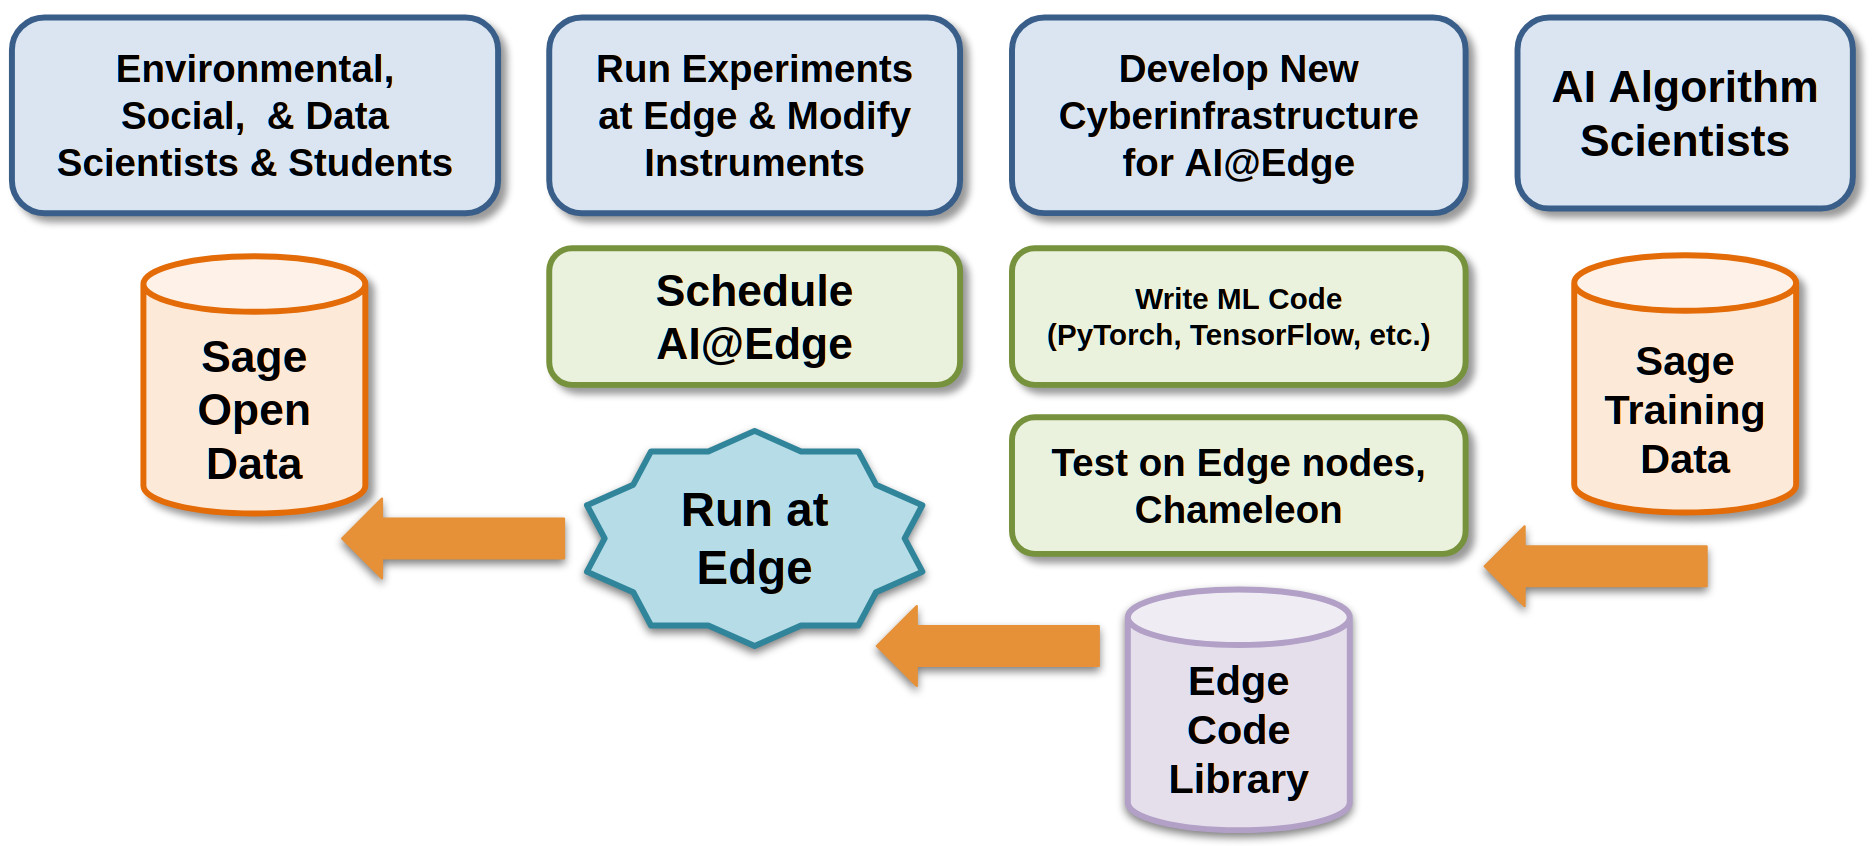 Environmental,
Social,  & Data
Scientists & Students
Run Experiments
at Edge & Modify
Instruments
Develop New
Cyberinfrastructure
for AI@Edge
AI Algorithm
Scientists
Sage
Open
Data
Schedule
AI@Edge
Write ML Code
(PyTorch, TensorFlow, etc.)
Sage
Training
Data
Run at
Edge
Test on Edge nodes,
Chameleon
Edge
Code
Library